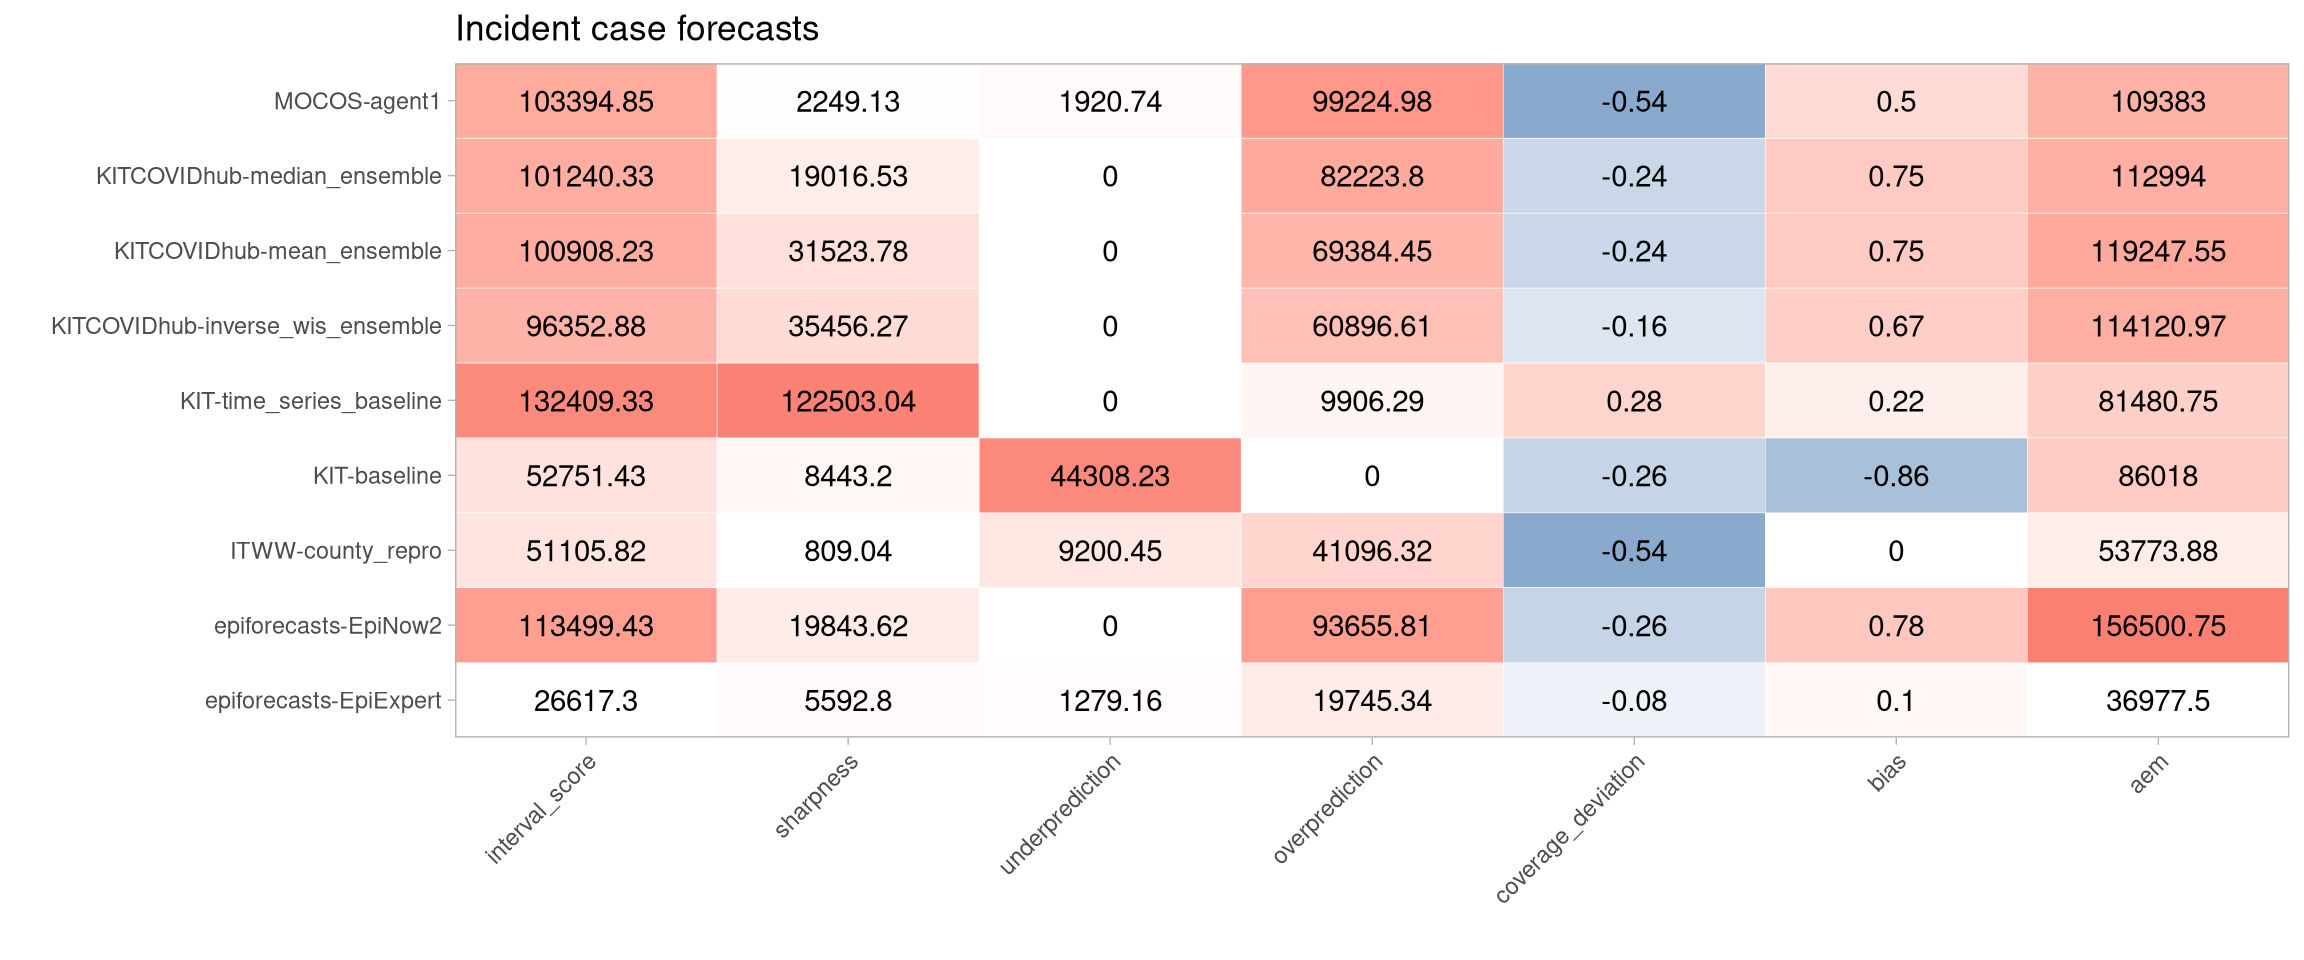 Incident case forecasts
MOCOS-agent1 103394.85 2249.13 1920.74 99224.98 -0.54 0.5 109383
KITCOVIDhub-median_ensemble 101240.33 19016.53 0 82223.8 -0.24 0.75 112994
KITCOVIDhub-mean_ensemble 100908.23 31523.78 0 69384.45 -0.24 0.75 119247.55
KITCOVIDhub-inverse_wis_ensemble 96352.88 35456.27 0 60896.61 -0.16 0.67 114120.97
KIT-time_series_baseline 132409.33 122503.04 0 9906.29 0.28 0.22 81480.75
KIT-baseline 52751.43 8443.2 44308.23 0 -0.26 -0.86 86018
ITWW-county_repro 51105.82 809.04 9200.45 41096.32 -0.54 0 53773.88
epiforecasts-EpiNow2 113499.43 19843.62 0 93655.81 -0.26 0.78 156500.75
epiforecasts-EpiExpert 26617.3 5592.8 1279.16 19745.34 -0.08 0.1 36977.5
interval_score sharpness underprediction overprediction coverage_deviation bias aem